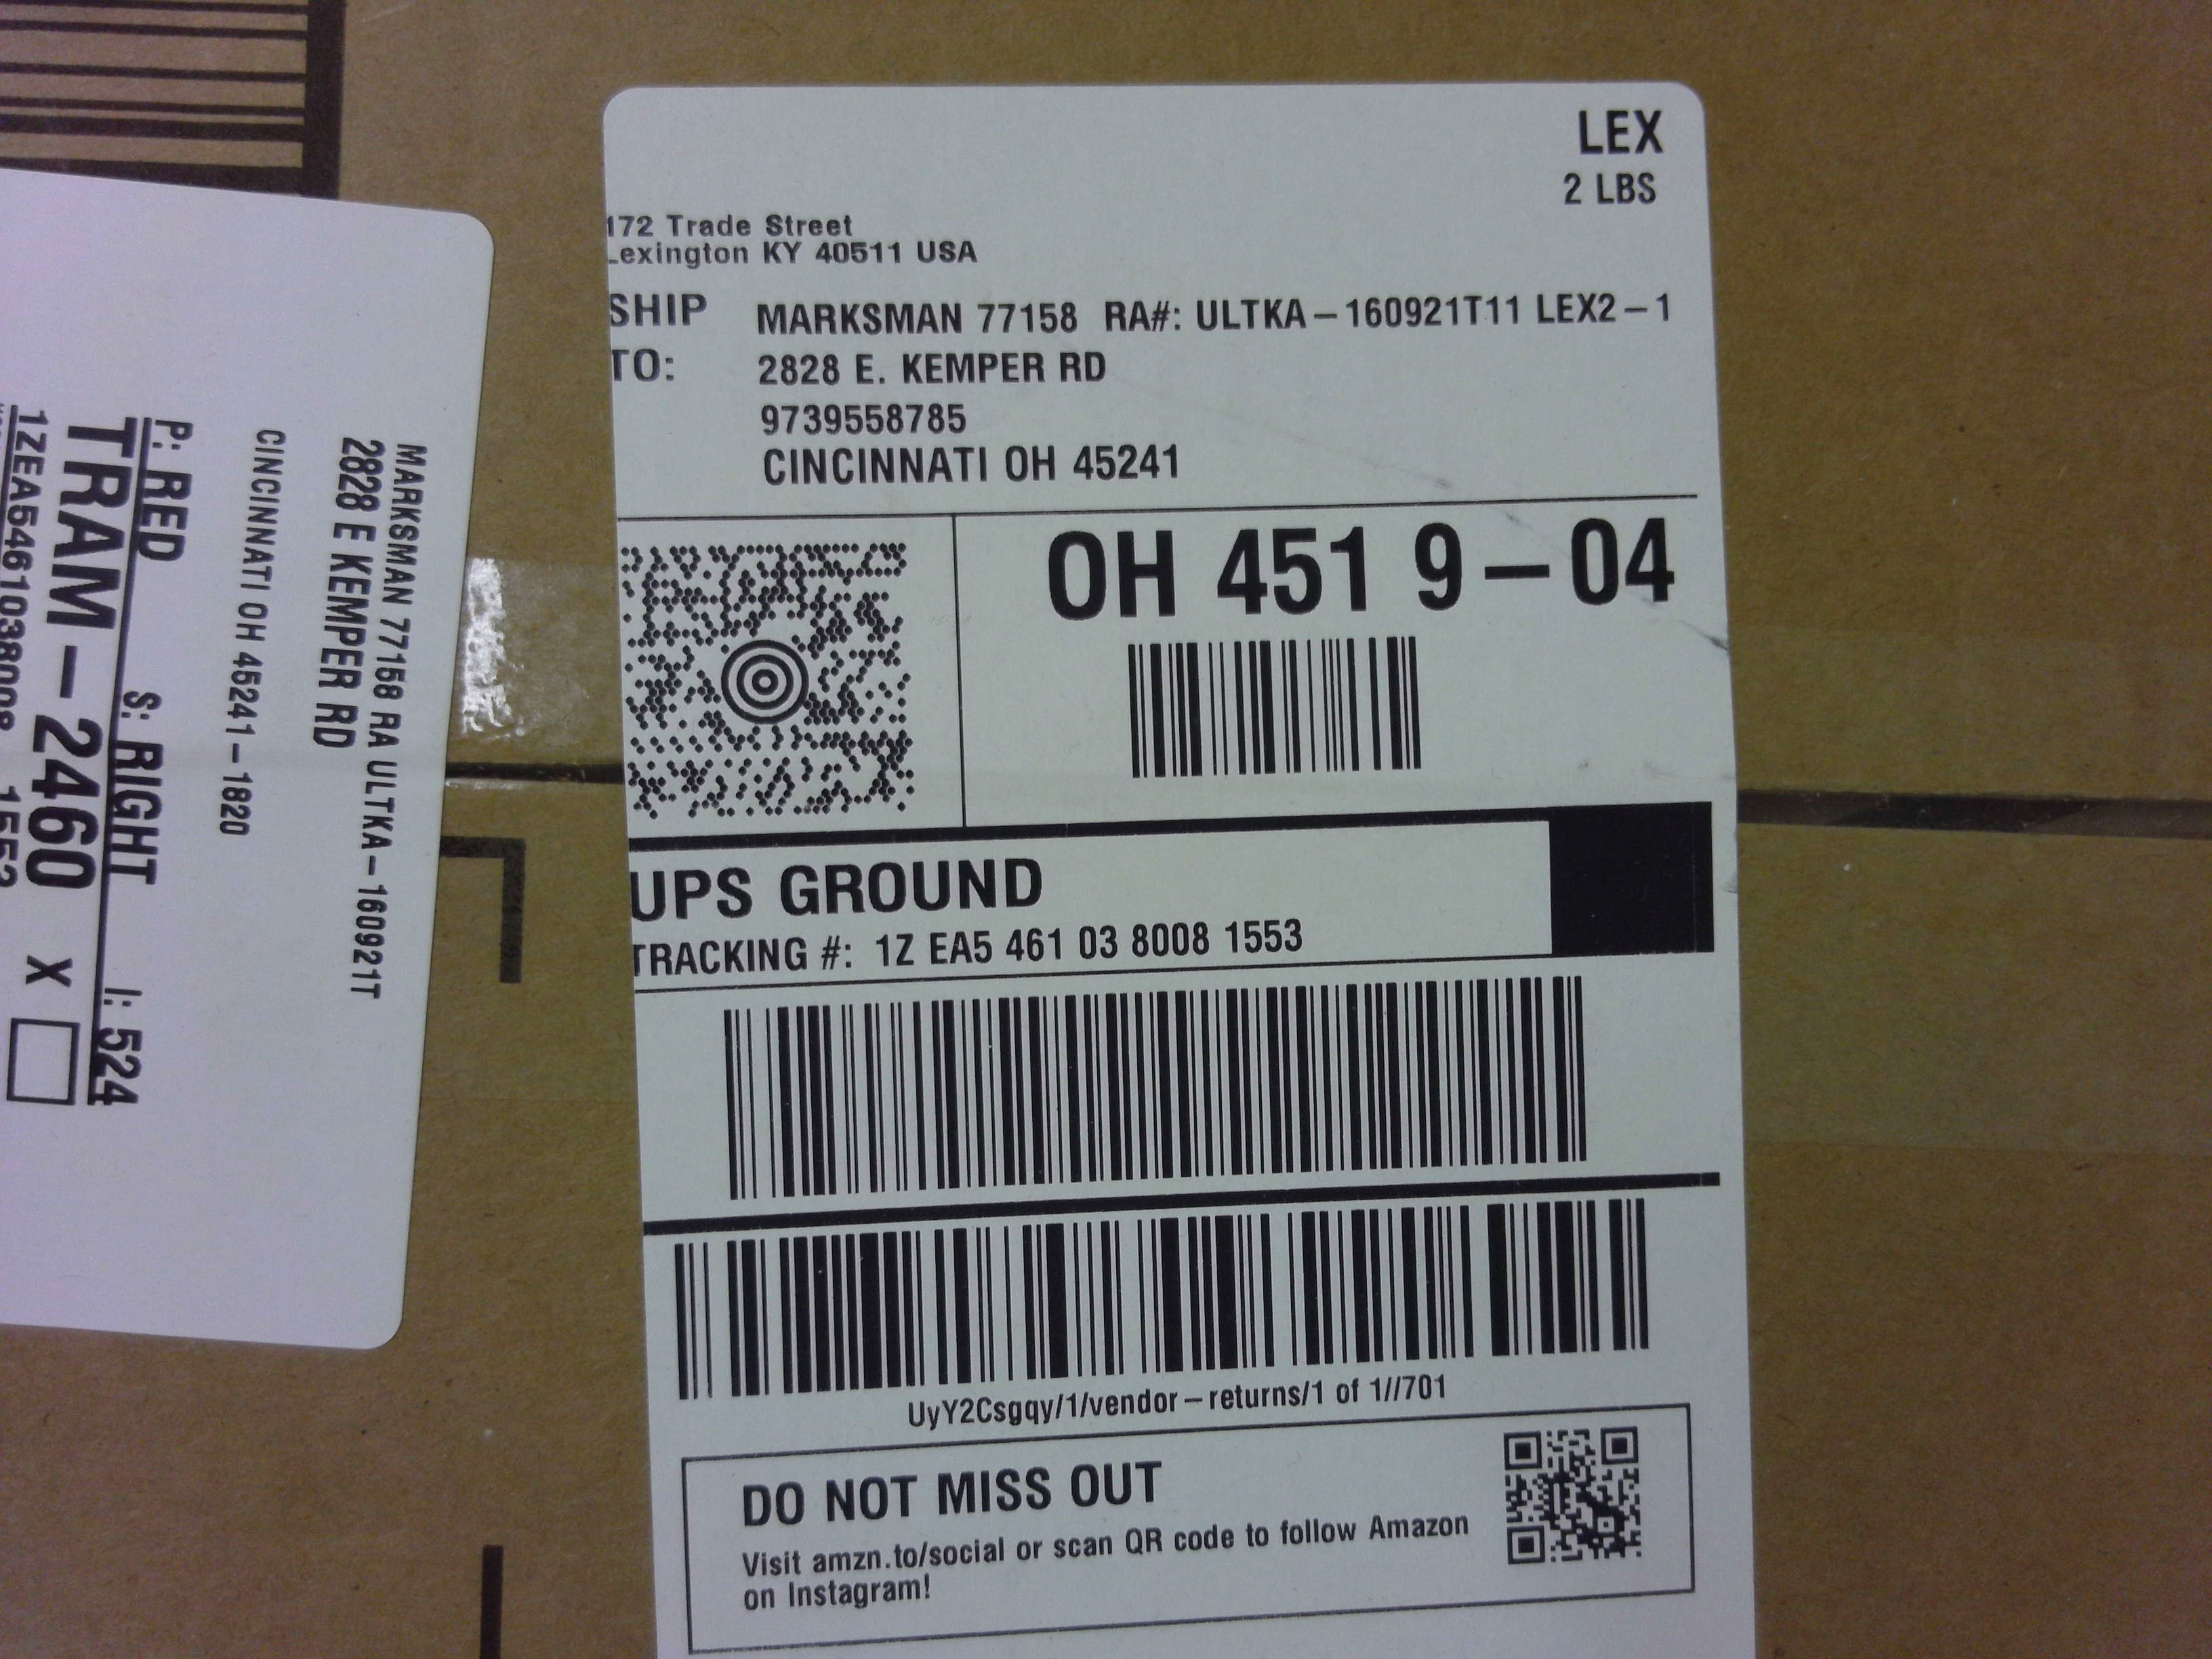 LEX
2 LBS
172 Trade Street
Lexington KY 40511 USA
SHIP TO:
MARKSMAN 77158 RA#: ULTKA-160921T11 LEX2-1
2828 E. KEMPER RD
9739558785
CINCINNATI OH 45241
OH 451 9-04
UPS GROUND
TRACKING #: 1Z EA5 461 03 8008 1553
UyY2Csgqy/1/vendor-returns/1 of 1//701
DO NOT MISS OUT
Visit amzn.to/social or scan QR code to follow Amazon
on Instagram!
MARKSMAN 77158 RA ULTKA-160921T
2828 E KEMPER RD
CINCINNATI OH 45241-1820
P: RED S: RIGHT I: 524
TRAM-2460 X
1ZEA54610380081553